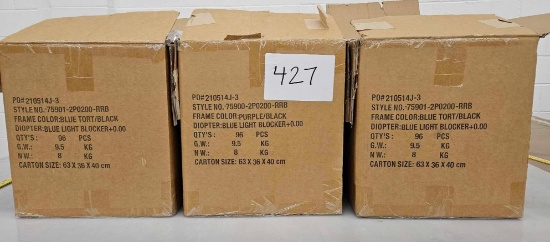 PO#210514J-3
STYLE NO.-75901-2P0200-RRB
FRAME COLOR:BLUE TORT/BLACK
DIOPTER:BLUE LIGHT BLOCKER+0.00
QTY'S : 96 PCS
G.W.: 9.5 KG
N.W.: 8 KG
CARTON SIZE: 63 X 36 X 40 cm
427
PO#210514J-3
STYLE NO.-75900-2P0200-RRB
FRAME COLOR:PURPLE/BLACK
DIOPTER:BLUE LIGHT BLOCKER+0.00
QTY'S : 96 PCS
G.W.: 9.5 KG
N.W.: 8 KG
CARTON SIZE: 63 X 36 X 40 cm
PO#210514J-3
STYLE NO.-75901-2P0200-RRB
FRAME COLOR:BLUE TORT/BLACK
DIOPTER:BLUE LIGHT BLOCKER+0.00
QTY'S : 96 PCS
G.W.: 9.5 KG
N.W.: 8 KG
CARTON SIZE: 63 X 36 X 40 cm